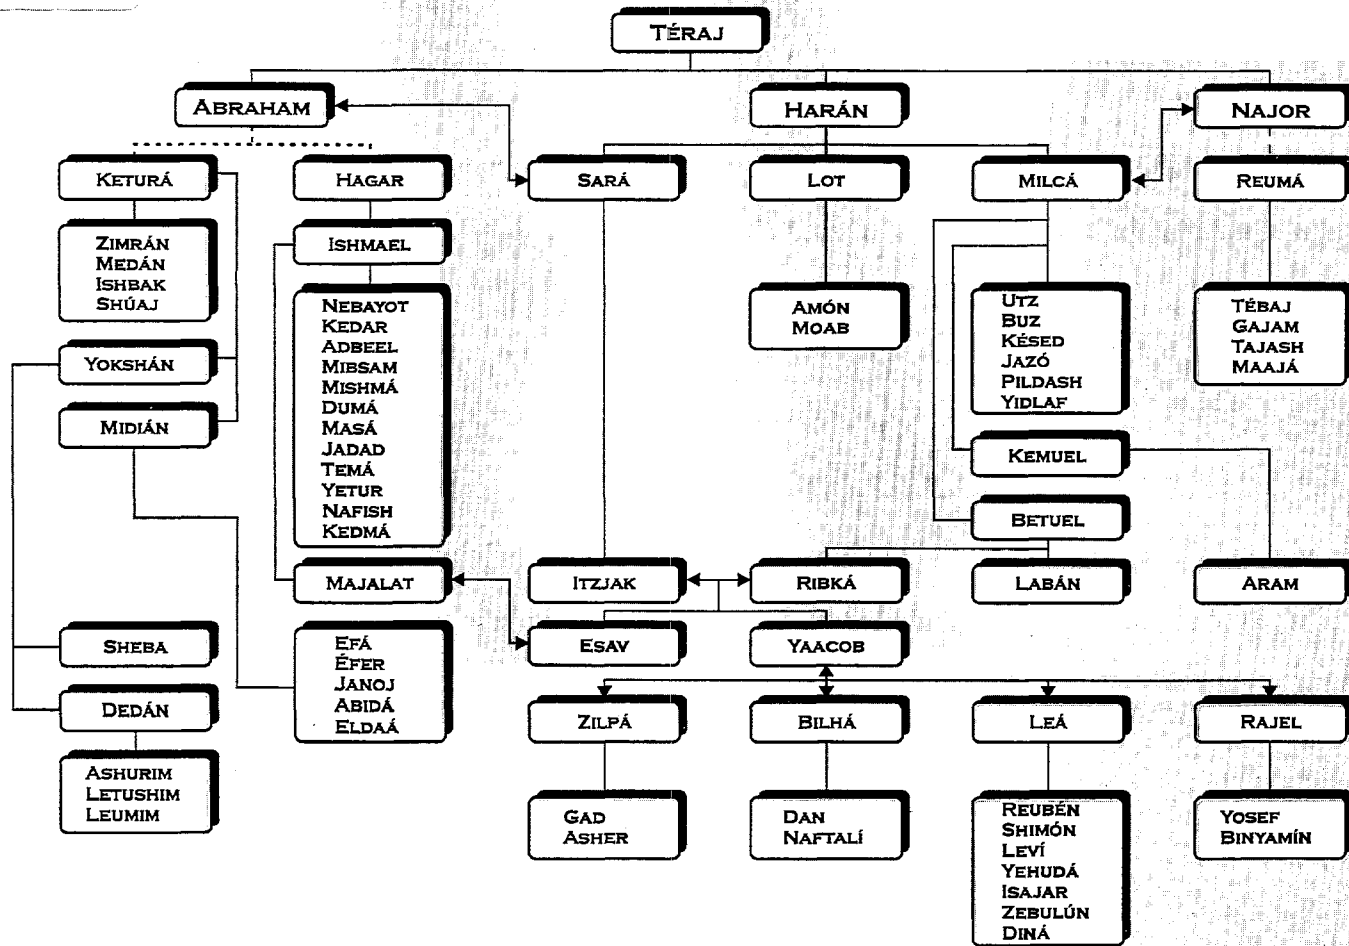 TÉRAJ
ABRAHAM
HARÁN
NAJOR
KETURÁ
HAGAR
SARÁ
LOT
MILCÁ
REUMÁ
ZIMRÁN
MEDÁN
ISHBAK
SHÚAJ
ISHMAEL
NEBAYOT
KEDAR
ADBEEL
MIBSAM
MISHMÁ
DUMÁ
MASÁ
JADAD
TEMÁ
YETUR
NAFISH
KEDMÁ
AMÓN
MOAB
UTZ
BUZ
KÉSED
JAZÓ
PILDASH
YIDLAF
TÉBAJ
GAJAM
TAJASH
MAAJÁ
YOKSHÁN
MIDIÁN
KEMUEL
BETUEL
MAJALAT
ITZJAK
RIBKÁ
LABÁN
ARAM
SHEBA
EFÁ
ÉFER
JANOJ
ABIDÁ
ELDAÁ
ESAV
YAACOB
DEDÁN
ZILPÁ
BILHÁ
LEÁ
RAJEL
ASHURIM
LETUSHIM
LEUMIM
GAD
ASHER
DAN
NAFTALÍ
REUBÉN
SHIMÓN
LEVÍ
YEHUDÁ
ISAJAR
ZEBULÚN
DINÁ
YOSEF
BINYAMÍN